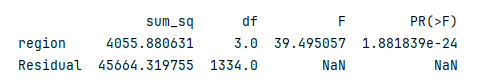 sum_sq df F PR(>F)
region 4055.880631 3.0 39.495057 1.881839e-24
Residual 45664.319755 1334.0 NaN NaN